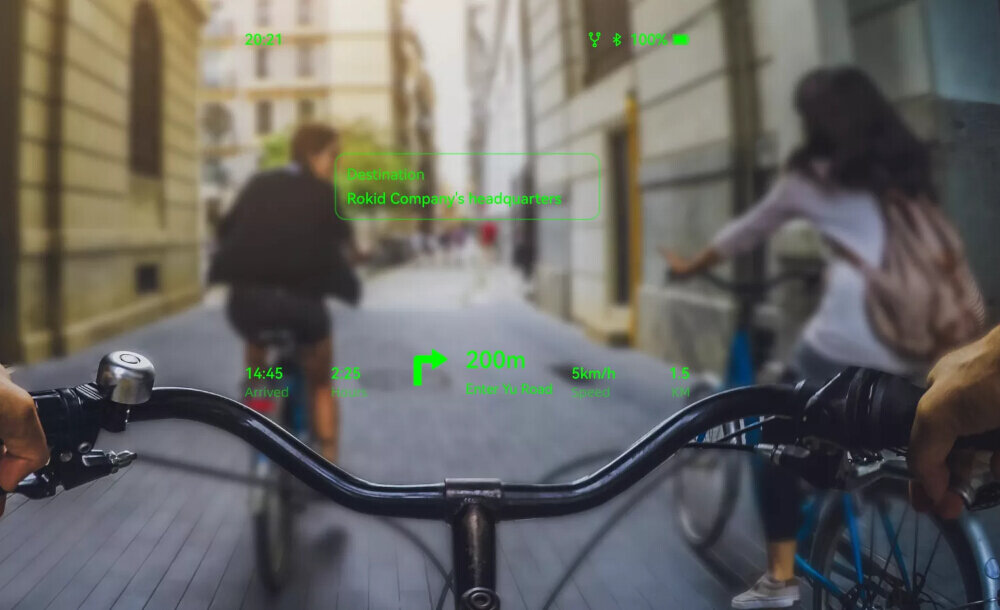 20:21
100%
Destination
Rokid Company's headquarters
200m
14:45
2:25
5km/h
1.5
Enter Yu Road
Arrived
Hours
Speed
KM